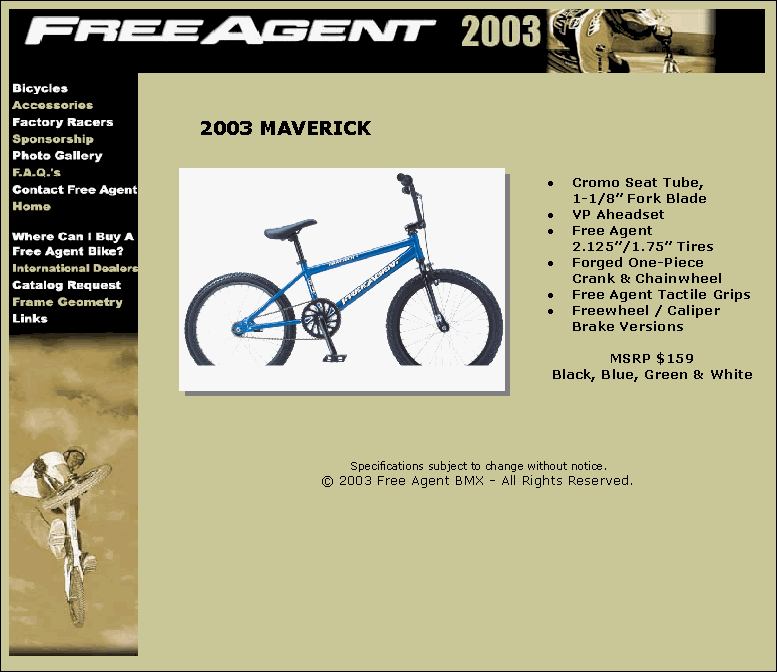 FREEAGENT 2003
Bicycles
Accessories
Factory Racers
Sponsorship
Photo Gallery
F.A.Q.'s
Contact Free Agent
Home
Where Can I Buy A
Free Agent Bike?
International Dealers
Catalog Request
Frame Geometry
Links
2003 MAVERICK
FREEAGENT
• Cromo Seat Tube,
1-1/8” Fork Blade
• VP Aheadset
• Free Agent
2.125”/1.75” Tires
• Forged One-Piece
Crank & Chainwheel
• Free Agent Tactile Grips
• Freewheel / Caliper
Brake Versions
MSRP $159
Black, Blue, Green & White
Specifications subject to change without notice.
© 2003 Free Agent BMX – All Rights Reserved.